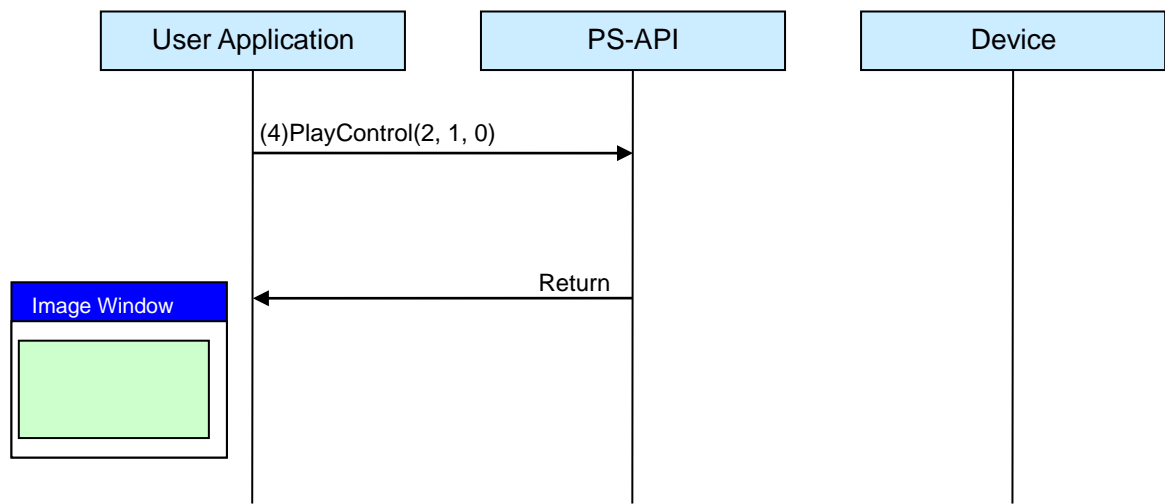 User Application
PS-API
Device
(4)PlayControl(2, 1, 0)
Return
Image Window